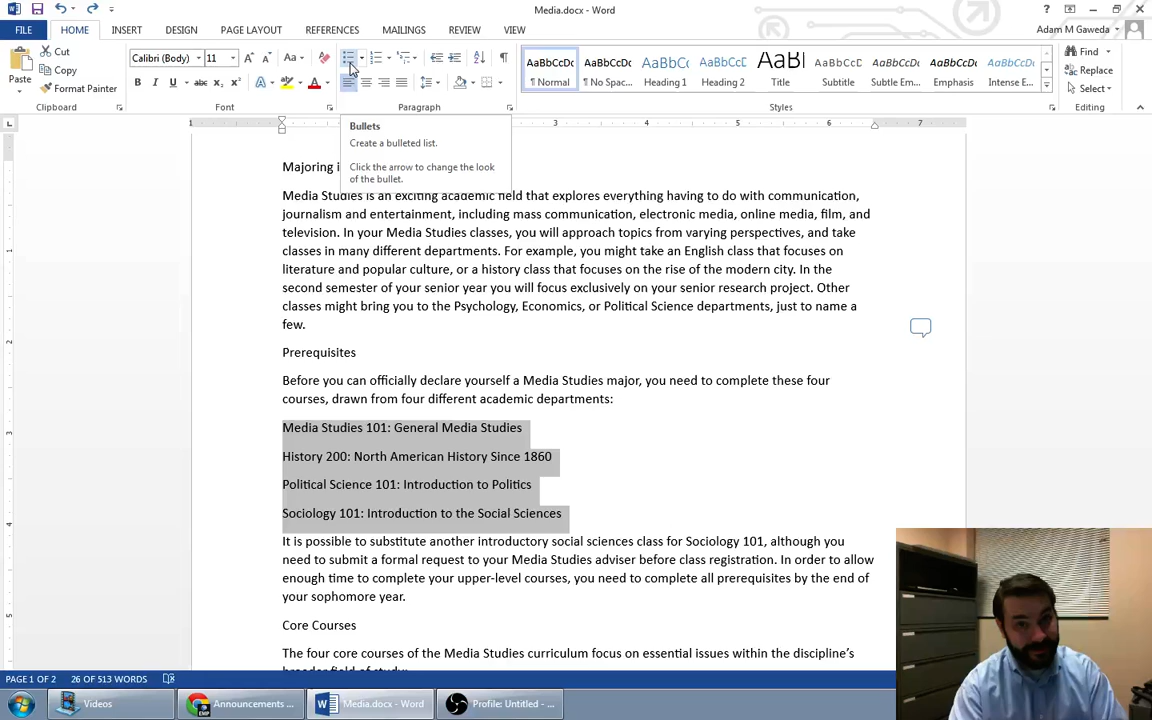 Media.docx - Word
FILE
HOME
INSERT
DESIGN
PAGE LAYOUT
REFERENCES
MAILINGS
REVIEW
VIEW
Adam M Gaweda
Paste
Cut
Copy
Format Painter
Clipboard
Calibri (Body)
11
Font
Paragraph
AaBbCcDc
¶ Normal
AaBbCcDc
¶ No Spac...
AaBbCc
Heading 1
AaBbCcD
Heading 2
AaBl
Title
AaBbCcD
Subtitle
AaBbCcDc
Subtle Em...
AaBbCcDc
Emphasis
AaBbCcDc
Intense E...
Styles
Find
Replace
Select
Editing
1
3
4
5
6
7
Bullets
Create a bulleted list.
Click the arrow to change the look
of the bullet.
Majoring i
Media Studies is an exciting academic field that explores everything having to do with communication,
journalism and entertainment, including mass communication, electronic media, online media, film, and
television. In your Media Studies classes, you will approach topics from varying perspectives, and take
classes in many different departments. For example, you might take an English class that focuses on
literature and popular culture, or a history class that focuses on the rise of the modern city. In the
second semester of your senior year you will focus exclusively on your senior research project. Other
classes might bring you to the Psychology, Economics, or Political Science departments, just to name a
few.
Prerequisites
Before you can officially declare yourself a Media Studies major, you need to complete these four
courses, drawn from four different academic departments:
Media Studies 101: General Media Studies
History 200: North American History Since 1860
Political Science 101: Introduction to Politics
Sociology 101: Introduction to the Social Sciences
It is possible to substitute another introductory social sciences class for Sociology 101, although you
need to submit a formal request to your Media Studies adviser before class registration. In order to allow
enough time to complete your upper-level courses, you need to complete all prerequisites by the end of
your sophomore year.
Core Courses
The four core courses of the Media Studies curriculum focus on essential issues within the discipline's
broader field of study:
PAGE 1 OF 2
26 OF 513 WORDS
Videos
Announcements ...
Media.docx - Word
Profile: Untitled - ...